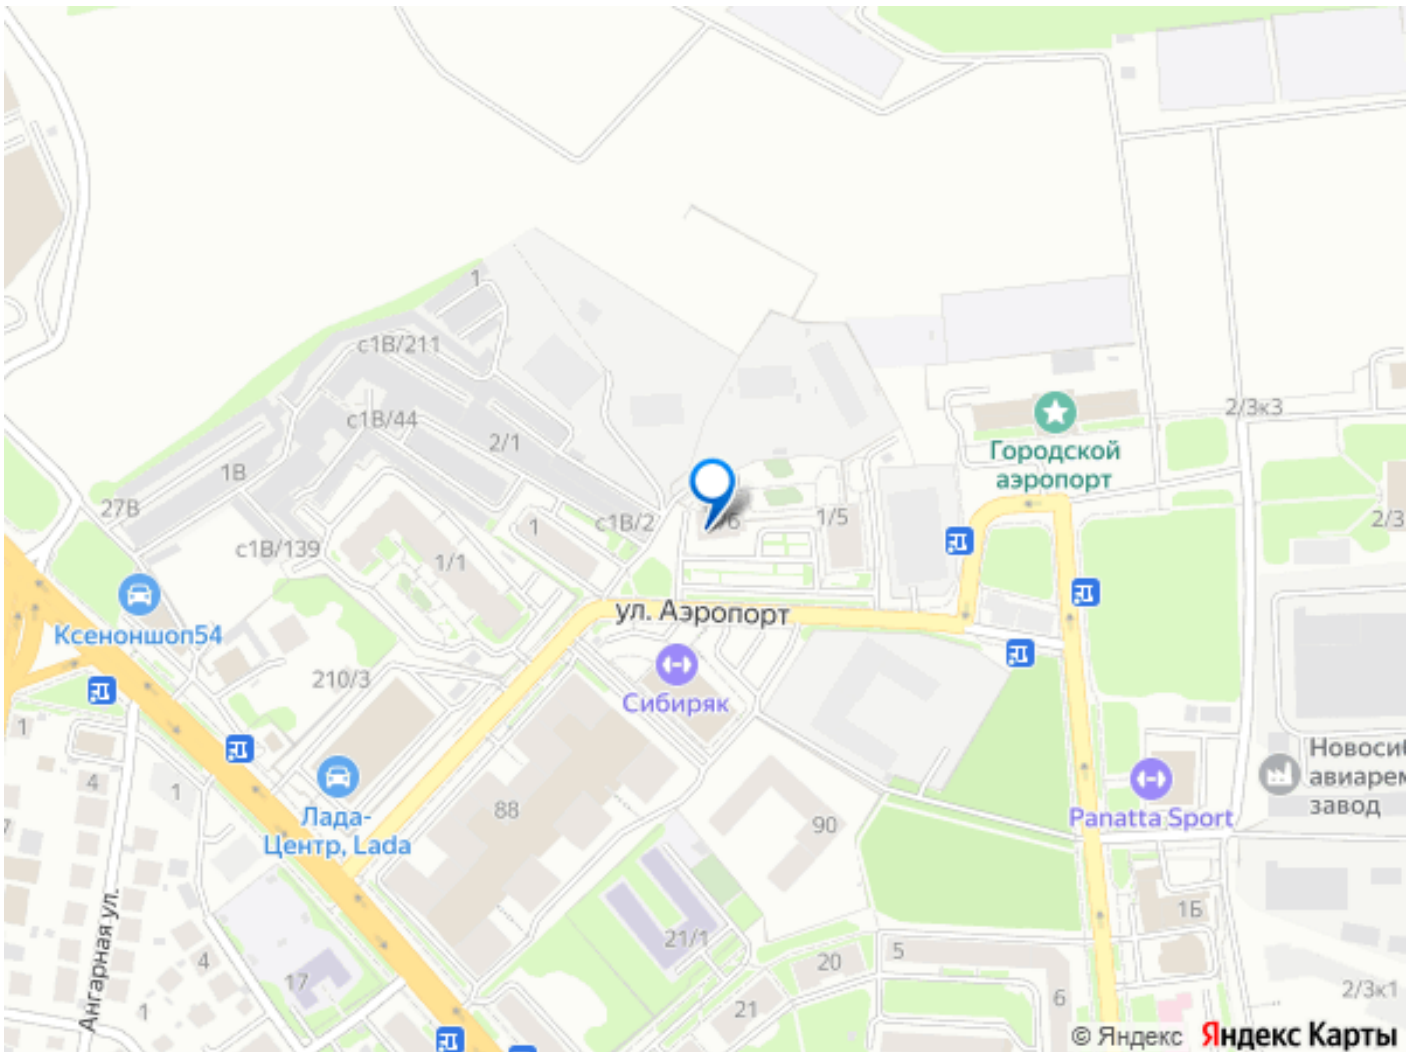 1
с1В/211
с1В/44
2/3к3
2/1
Городской
аэропорт
1В
27В
с1В/2
1
1/5
2/3
с1В/139
1/1
ул. Аэропорт
Ксеноншоп54
210/3
Сибиряк
1
4
1
Новосиб
авиарем
завод
Лада-
Центр, Lada
88
90
Panatta Sport
Ангарная ул.
21/1
1Б
4
17
20
5
1
21
6
2/3к1
© Яндекс
Яндекс Карты